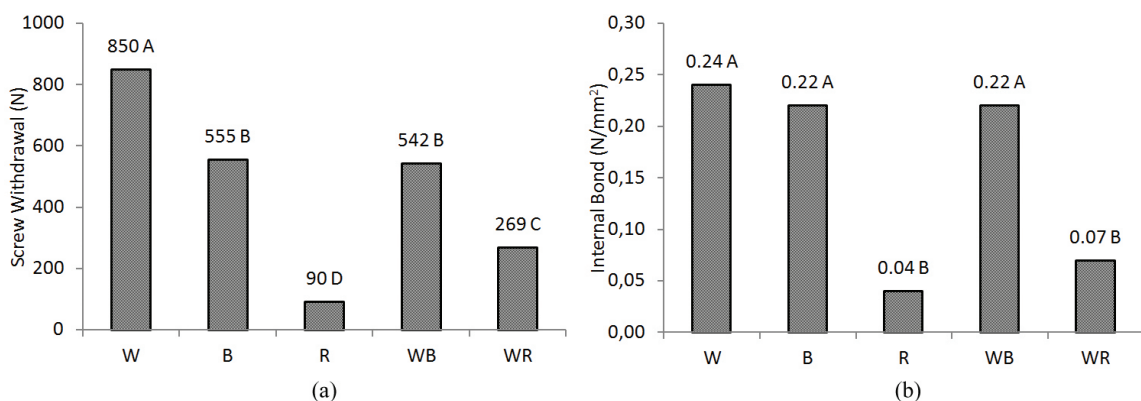 Screw Withdrawal (N)
1000
800
600
400
200
0
850 A
555 B
90 D
542 B
269 C
W B R WB WR
(a)
Internal Bond (N/mm²)
0,30
0,25
0,20
0,15
0,10
0,05
0,00
0.24 A
0.22 A
0.04 B
0.22 A
0.07 B
W B R WB WR
(b)